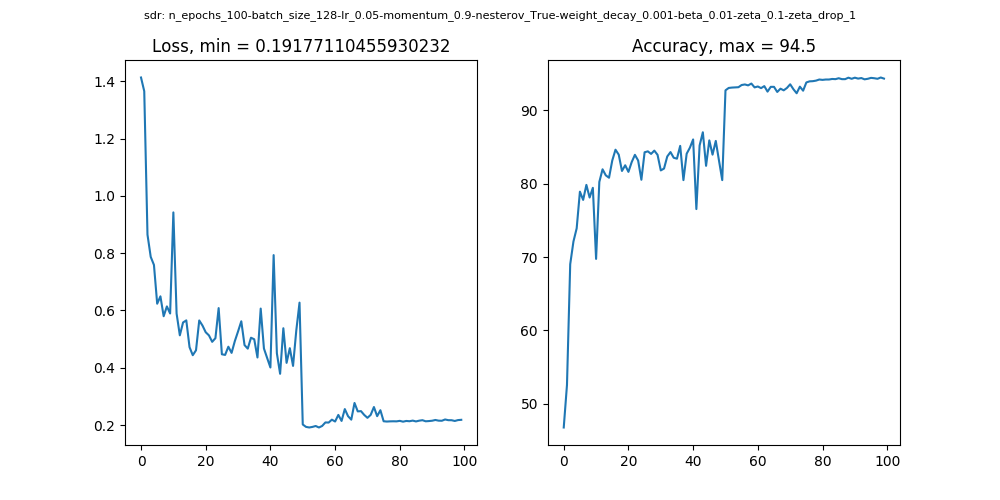 sdr: n_epochs_100-batch_size_128-lr_0.05-momentum_0.9-nesterov_True-weight_decay_0.001-beta_0.01-zeta_0.1-zeta_drop_1
Loss, min = 0.19177110455930232
1.4
1.2
1.0
0.8
0.6
0.4
0.2
0 20 40 60 80 100
Accuracy, max = 94.5
90
80
70
60
50
0 20 40 60 80 100